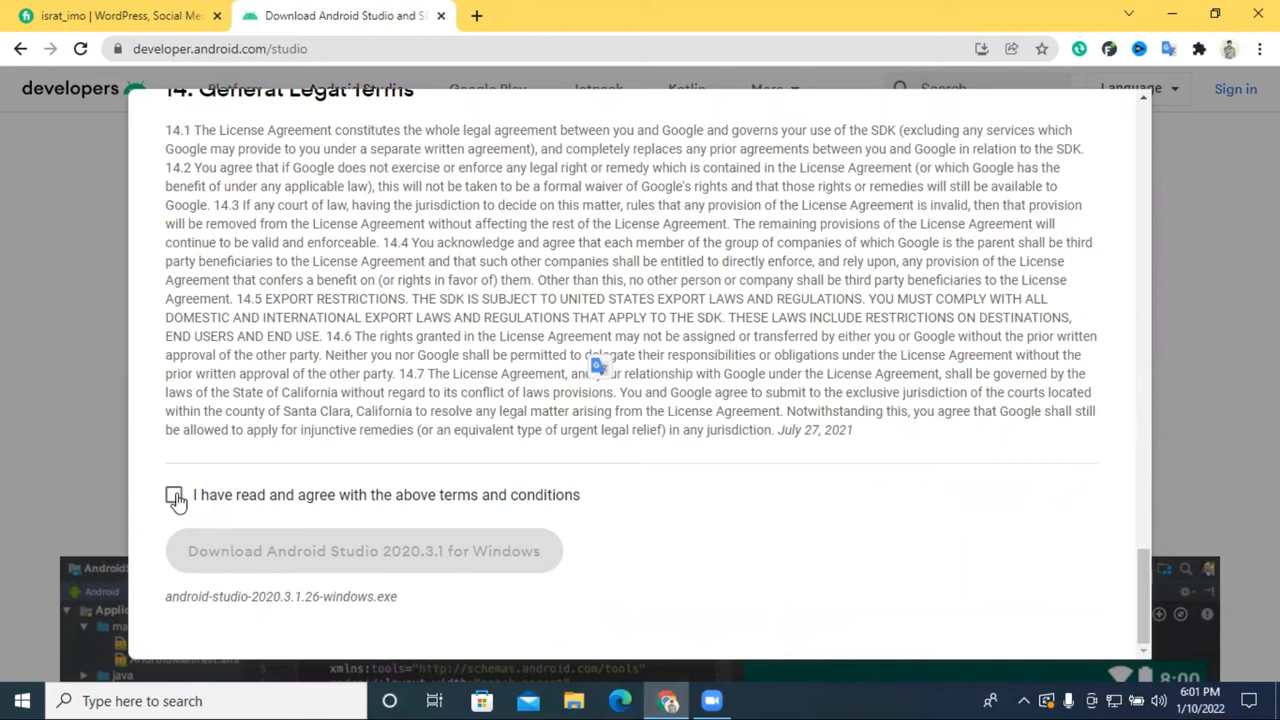 israt_imo | WordPress, Social Me
Download Android Studio and S
developer.android.com/studio
developers
Language
Search
Sign in
14. General Legal Terms
14.1 The License Agreement constitutes the whole legal agreement between you and Google and governs your use of the SDK (excluding any services which
Google may provide to you under a separate written agreement), and completely replaces any prior agreements between you and Google in relation to the SDK.
14.2 You agree that if Google does not exercise or enforce any legal right or remedy which is contained in the License Agreement (or which Google has the
benefit of under any applicable law), this will not be taken to be a formal waiver of Google's rights and that those rights or remedies will still be available to
Google. 14.3 If any court of law, having the jurisdiction to decide on this matter, rules that any provision of the License Agreement is invalid, then that provision
will be removed from the License Agreement without affecting the rest of the License Agreement. The remaining provisions of the License Agreement will
continue to be valid and enforceable. 14.4 You acknowledge and agree that each member of the group of companies of which Google is the parent shall be third
party beneficiaries to the License Agreement and that such other companies shall be entitled to directly enforce, and rely upon, any provision of the License
Agreement that confers a benefit on (or rights in favor of) them. Other than this, no other person or company shall be third party beneficiaries to the License
Agreement. 14.5 EXPORT RESTRICTIONS. THE SDK IS SUBJECT TO UNITED STATES EXPORT LAWS AND REGULATIONS. YOU MUST COMPLY WITH ALL
DOMESTIC AND INTERNATIONAL EXPORT LAWS AND REGULATIONS THAT APPLY TO THE SDK. THESE LAWS INCLUDE RESTRICTIONS ON DESTINATIONS,
END USERS AND END USE. 14.6 The rights granted in the License Agreement may not be assigned or transferred by either you or Google without the prior written
approval of the other party. Neither you nor Google shall be permitted to delegate their responsibilities or obligations under the License Agreement without the
prior written approval of the other party. 14.7 The License Agreement, and your relationship with Google under the License Agreement, shall be governed by the
laws of the State of California without regard to its conflict of laws provisions. You and Google agree to submit to the exclusive jurisdiction of the courts located
within the county of Santa Clara, California to resolve any legal matter arising from the License Agreement. Notwithstanding this, you agree that Google shall still
be allowed to apply for injunctive remedies (or an equivalent type of urgent legal relief) in any jurisdiction. July 27, 2021
I have read and agree with the above terms and conditions
Download Android Studio 2020.3.1 for Windows
android-studio-2020.3.1.26-windows.exe
Android
Applic
ma
java
5
xmlns:tools="http://schemas.android.com/tools"
8:00
Type here to search
6:01 PM
1/10/2022